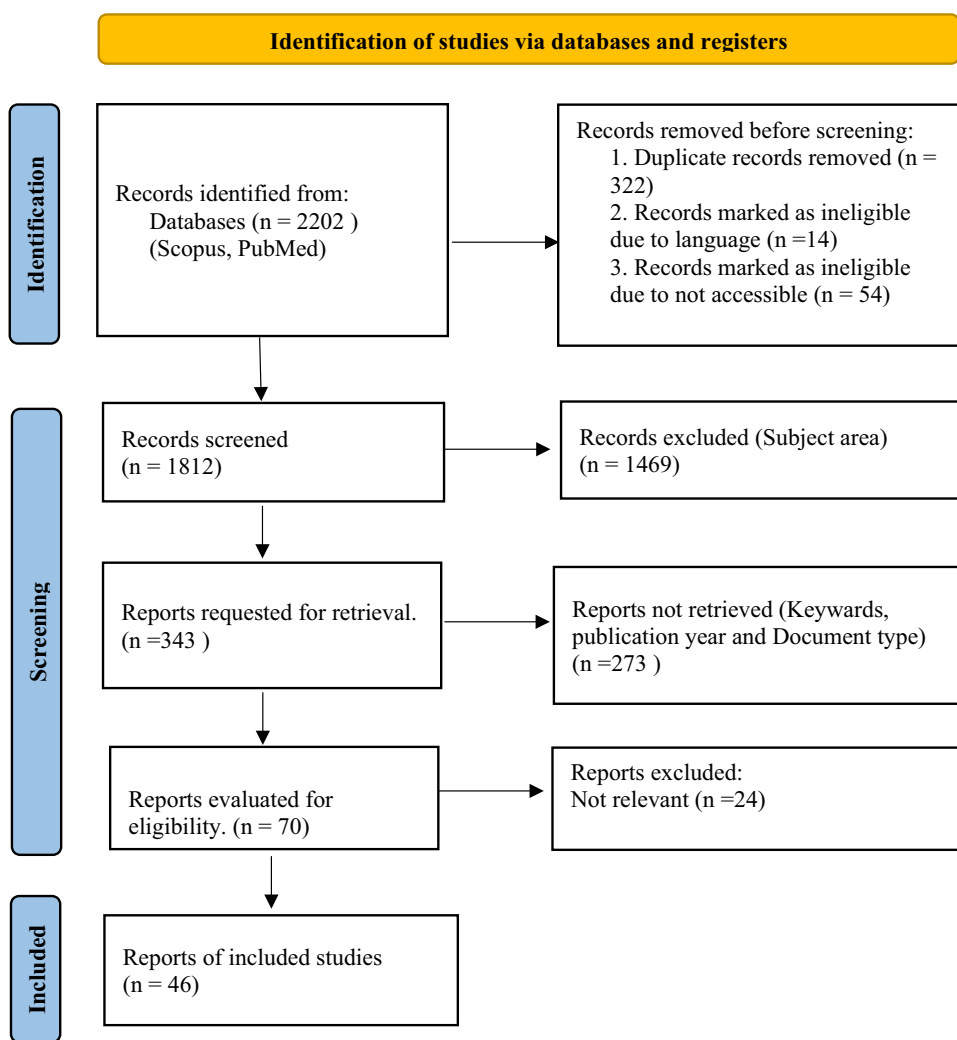 Identification of studies via databases and registers
Identification
Records identified from:
Databases (n = 2202 )
(Scopus, PubMed)
Records removed before screening:
1. Duplicate records removed (n =
322)
2. Records marked as ineligible
due to language (n =14)
3. Records marked as ineligible
due to not accessible (n = 54)
Screening
Records screened
(n = 1812)
Records excluded (Subject area)
(n = 1469)
Reports requested for retrieval.
(n =343 )
Reports not retrieved (Keywards,
publication year and Document type)
(n =273 )
Reports evaluated for
eligibility. (n = 70)
Reports excluded:
Not relevant (n =24)
Included
Reports of included studies
(n = 46)